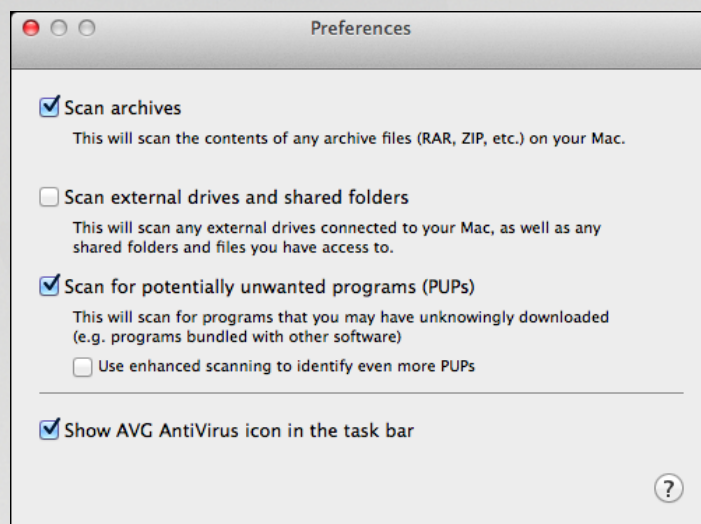 Preferences
Scan archives
This will scan the contents of any archive files (RAR, ZIP, etc.) on your Mac.
Scan external drives and shared folders
This will scan any external drives connected to your Mac, as well as any
shared folders and files you have access to.
Scan for potentially unwanted programs (PUPs)
This will scan for programs that you may have unknowingly downloaded
(e.g. programs bundled with other software)
Use enhanced scanning to identify even more PUPs
Show AVG AntiVirus icon in the task bar
?